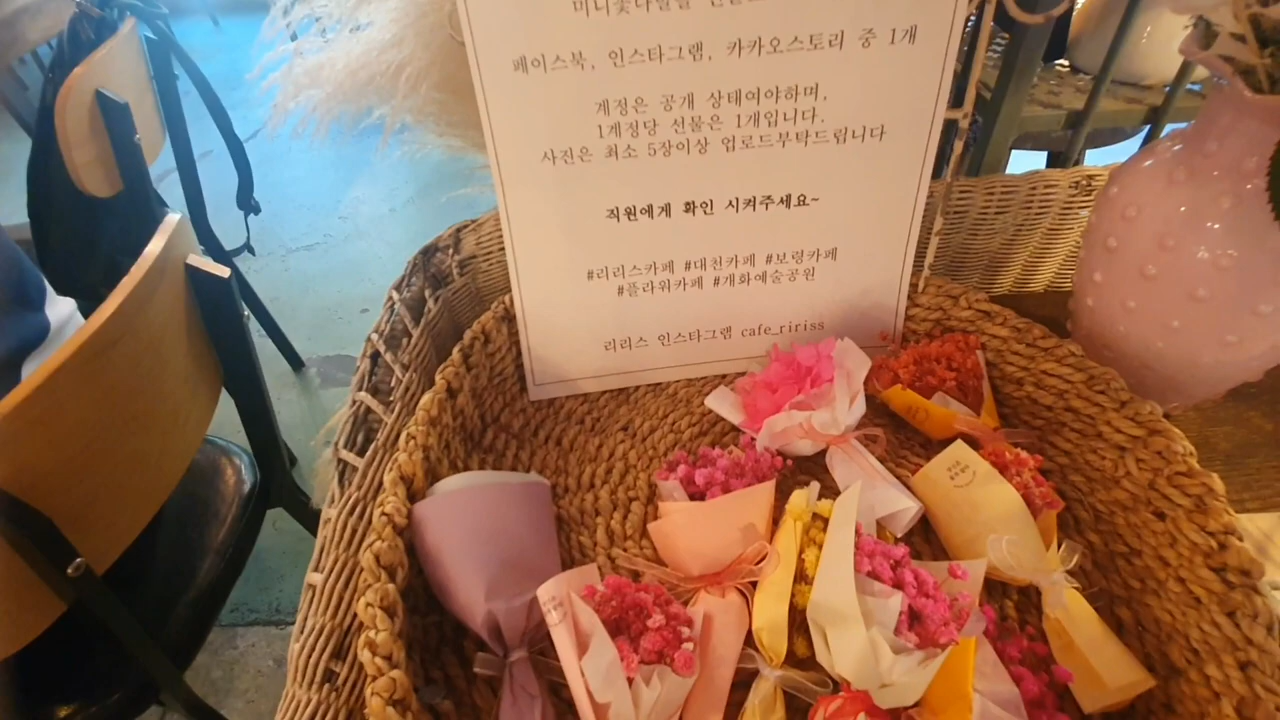 페이스북, 인스타그램, 카카오스토리 중 1개
계정은 공개 상태여야하며,
1계정당 선물은 1개입니다.
사진은 최소 5장이상 업로드부탁드립니다
직원에게 확인 시켜주세요~
#리리스카페 #대천카페 #보령카페
#플라워카페 #개화예술공원
리리스 인스타그램 cafe_ririss